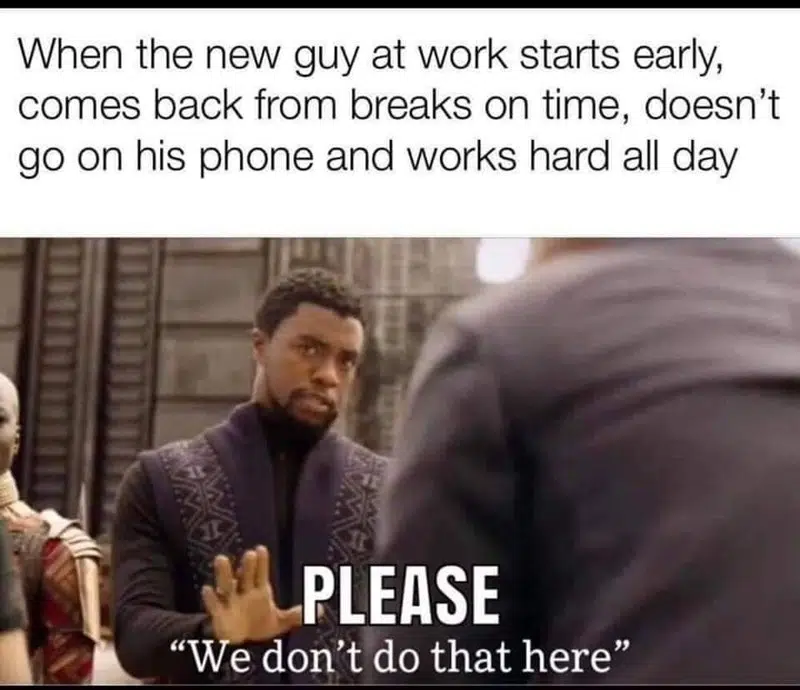 When the new guy at work starts early,
comes back from breaks on time, doesn’t
go on his phone and works hard all day
PLEASE
“We don’t do that here”